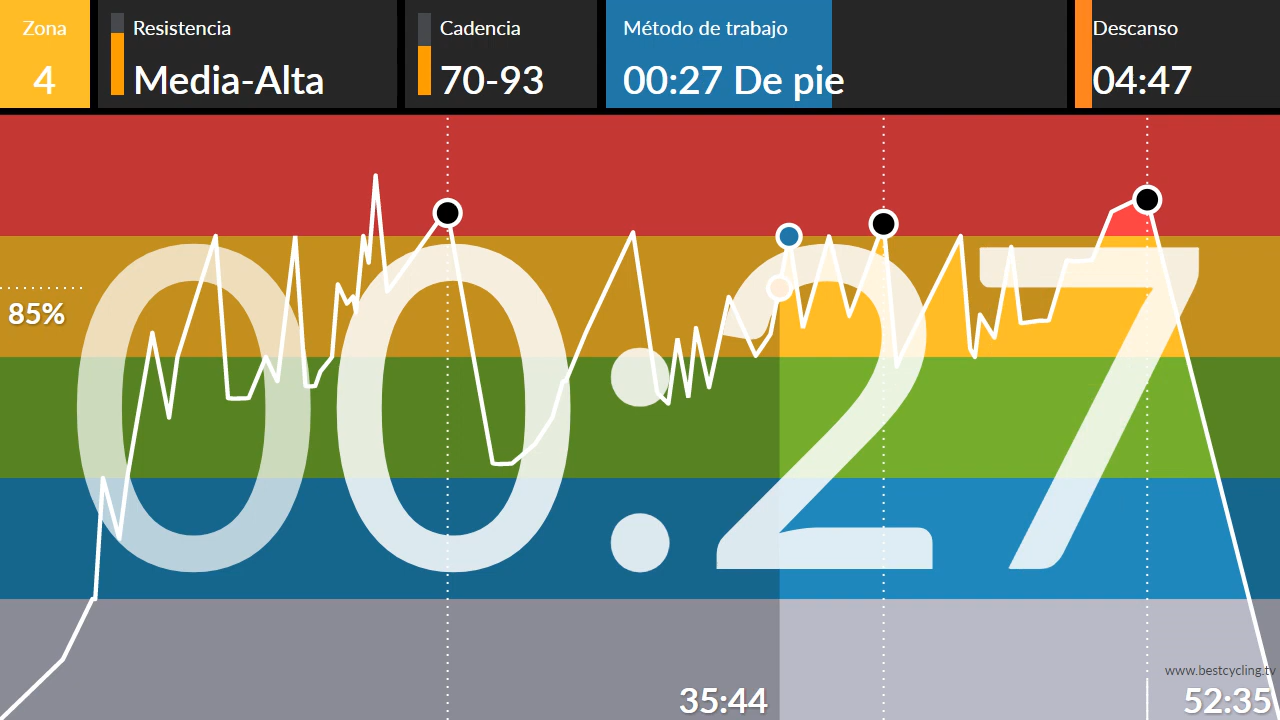 Zona
4
Resistencia
Media-Alta
Cadencia
70-93
Método de trabajo
00:27 De pie
Descanso
04:47
00:27
85%
www.bestcycling.tv
35:44
52:35